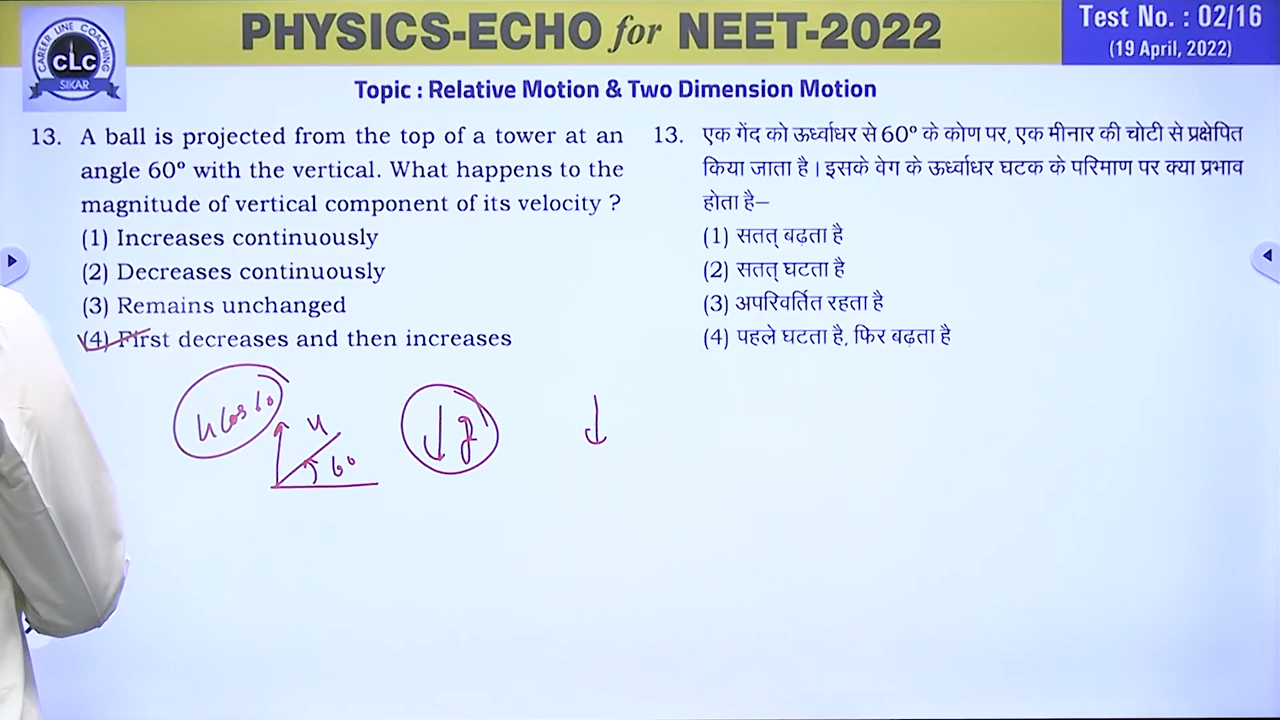 PHYSICS-ECHO for NEET-2022
Test No. : 02/16
(19 April, 2022)
CAREER LINE COACHING
CLC
SIKAR
Topic : Relative Motion & Two Dimension Motion
13. A ball is projected from the top of a tower at an
angle 60° with the vertical. What happens to the
magnitude of vertical component of its velocity ?
(1) Increases continuously
(2) Decreases continuously
(3) Remains unchanged
(4) First decreases and then increases
13. एक गेंद को ऊर्ध्वाधर से 60° के कोण पर, एक मीनार की चोटी से प्रक्षेपित
किया जाता है। इसके वेग के ऊर्ध्वाधर घटक के परिमाण पर क्या प्रभाव
होता है–
(1) सतत् बढ़ता है
(2) सतत् घटता है
(3) अपरिवर्तित रहता है
(4) पहले घटता है, फिर बढ़ता है
u cos 60
u
60
g